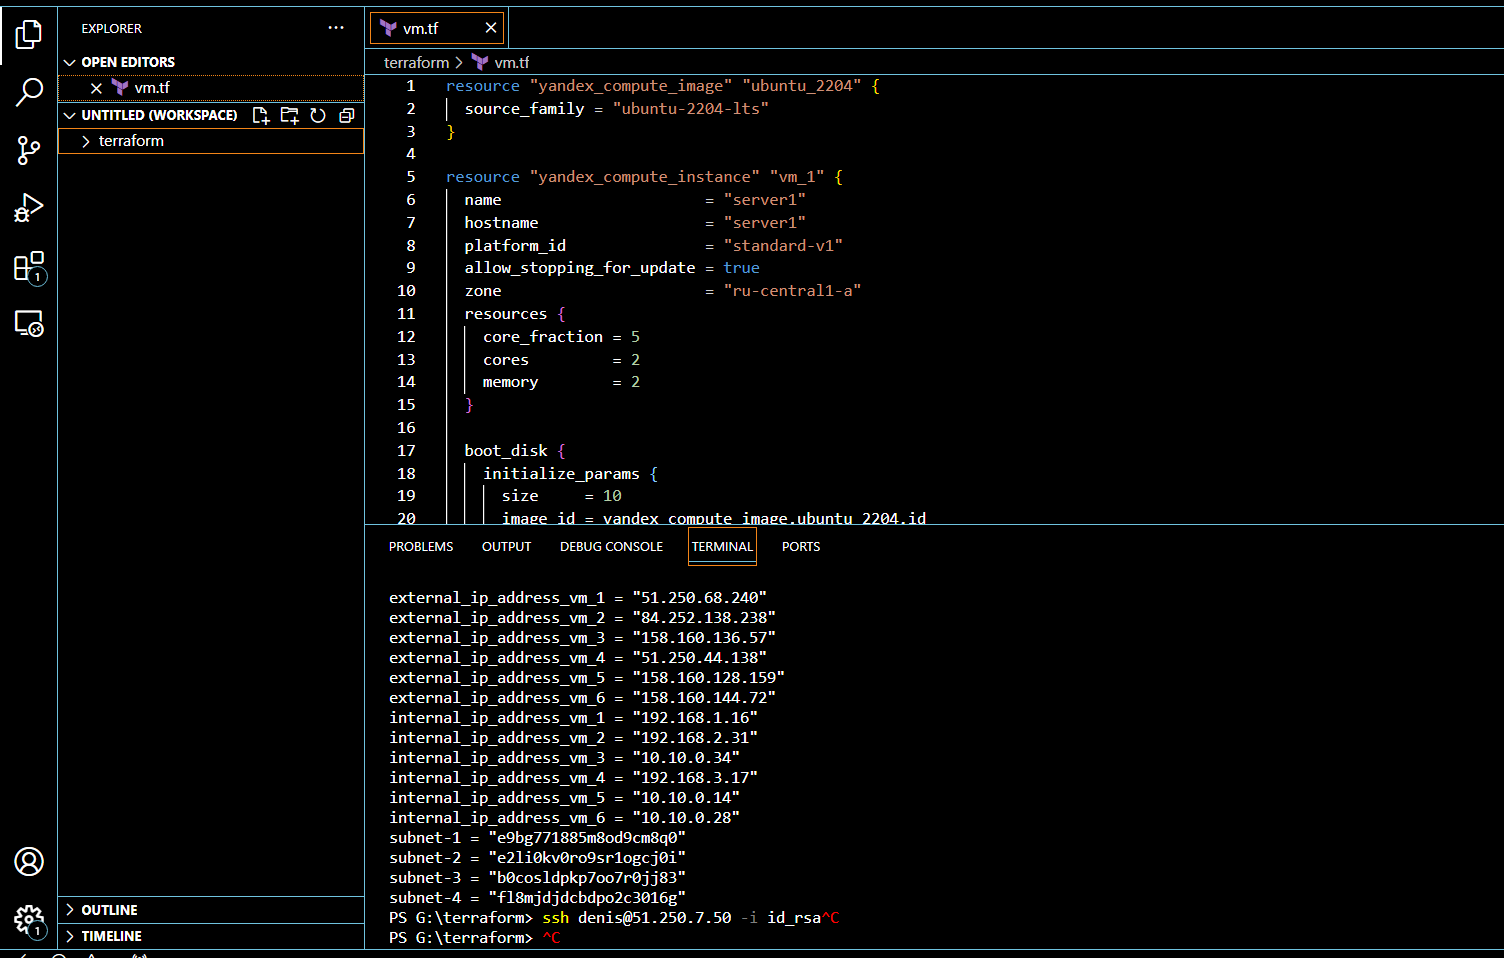 EXPLORER
OPEN EDITORS
vm.tf
UNTITLED (WORKSPACE)
terraform
1
1
OUTLINE
TIMELINE
vm.tf
terraform > vm.tf
1 resource "yandex_compute_image" "ubuntu_2204" {
2 source_family = "ubuntu-2204-lts"
3 }
4
5 resource "yandex_compute_instance" "vm_1" {
6 name = "server1"
7 hostname = "server1"
8 platform_id = "standard-v1"
9 allow_stopping_for_update = true
10 zone = "ru-central1-a"
11 resources {
12 core_fraction = 5
13 cores = 2
14 memory = 2
15 }
16
17 boot_disk {
18 initialize_params {
19 size = 10
20 image_id = yandex_compute_image.ubuntu_2204.id
PROBLEMS OUTPUT DEBUG CONSOLE TERMINAL PORTS
external_ip_address_vm_1 = "51.250.68.240"
external_ip_address_vm_2 = "84.252.138.238"
external_ip_address_vm_3 = "158.160.136.57"
external_ip_address_vm_4 = "51.250.44.138"
external_ip_address_vm_5 = "158.160.128.159"
external_ip_address_vm_6 = "158.160.144.72"
internal_ip_address_vm_1 = "192.168.1.16"
internal_ip_address_vm_2 = "192.168.2.31"
internal_ip_address_vm_3 = "10.10.0.34"
internal_ip_address_vm_4 = "192.168.3.17"
internal_ip_address_vm_5 = "10.10.0.14"
internal_ip_address_vm_6 = "10.10.0.28"
subnet-1 = "e9bg771885m8od9cm8q0"
subnet-2 = "e2li0kv0ro9sr1ogcj0i"
subnet-3 = "b0cosldpkp7oo7r0jj83"
subnet-4 = "fl8mjdjdcbdpo2c3016g"
PS G:\terraform> ssh denis@51.250.7.50 -i id_rsa^C
PS G:\terraform> ^C